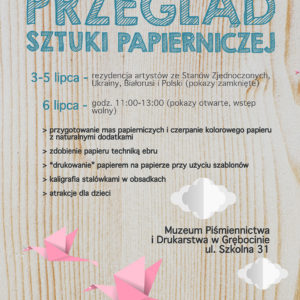 PRZEGLĄD
SZTUKI PAPIERNICZEJ
3-5 lipca - rezydencja artystów ze Stanów Zjednoczonych,
Ukrainy, Białorusi i Polski (pokazy zamknięte)
6 lipca - godz. 11:00-13:00 (pokazy otwarte, wstęp
wolny)
> przygotowanie mas papierniczych i czerpanie kolorowego papieru
z naturalnymi dodatkami
> zdobienie papieru techniką ebru
> "drukowanie" papierem na papierze przy użyciu szablonów
> kaligrafia stalówkami w obsadkach
> atrakcje dla dzieci
Muzeum Piśmiennictwa
i Drukarstwa w Grębocinie
ul. Szkolna 31